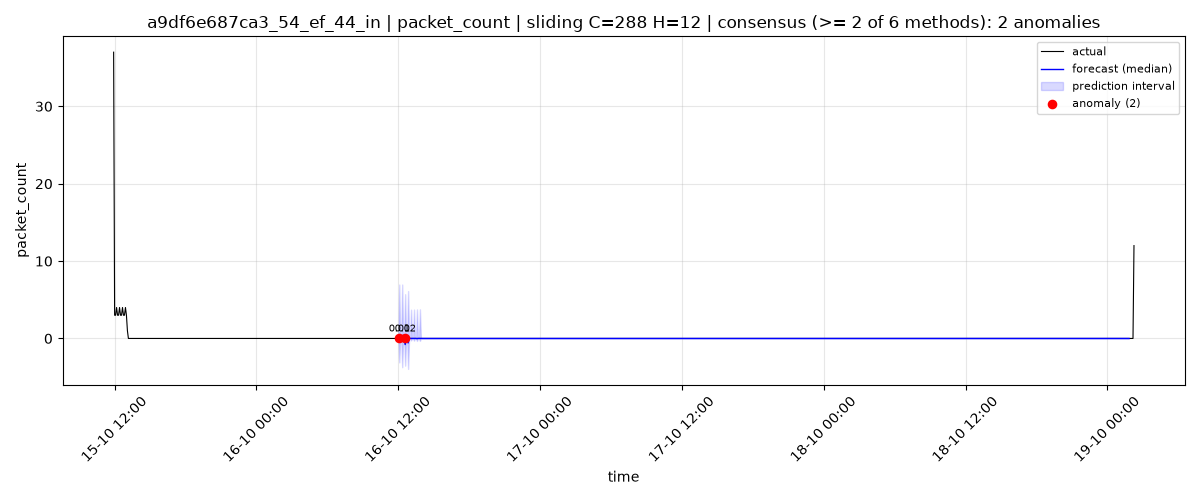 a9df6e687ca3_54_ef_44_in | packet_count | sliding C=288 H=12 | consensus (>= 2 of 6 methods): 2 anomalies
actual
forecast (median)
prediction interval
anomaly (2)
packet_count
30
20
10
0
15-10 12:00
16-10 00:00
16-10 12:00
17-10 00:00
17-10 12:00
18-10 00:00
18-10 12:00
19-10 00:00
time